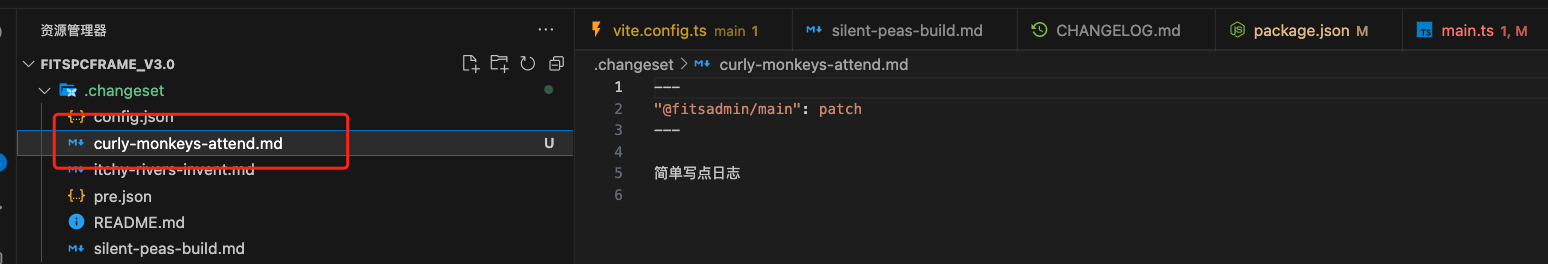 资源管理器
···
FITSPCFRAME_V3.0
.changeset
config.json
curly-monkeys-attend.md U
itchy-rivers-invent.md
pre.json
README.md
silent-peas-build.md
vite.config.ts main 1
silent-peas-build.md
CHANGELOG.md
package.json M
main.ts 1, M
.changeset > curly-monkeys-attend.md
1 ---
2 "@fitsadmin/main": patch
3 ---
4
5 简单写点日志
6